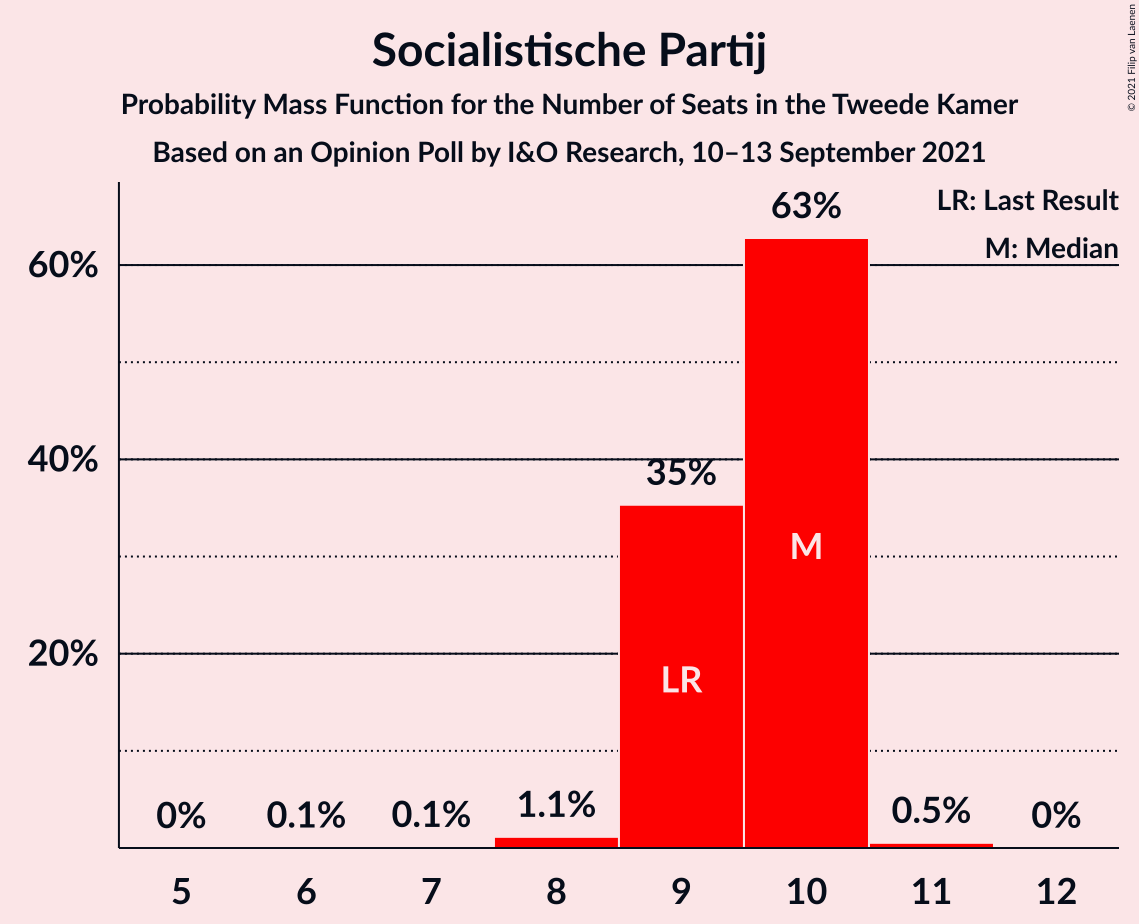 Socialistische Partij
Probability Mass Function for the Number of Seats in the Tweede Kamer
Based on an Opinion Poll by I&O Research, 10–13 September 2021
© 2021 Filip van Laenen
LR: Last Result
M: Median
60%
40%
20%
0%
0.1%
0.1%
1.1%
35%
63%
0.5%
0%
LR
M
5
6
7
8
9
10
11
12